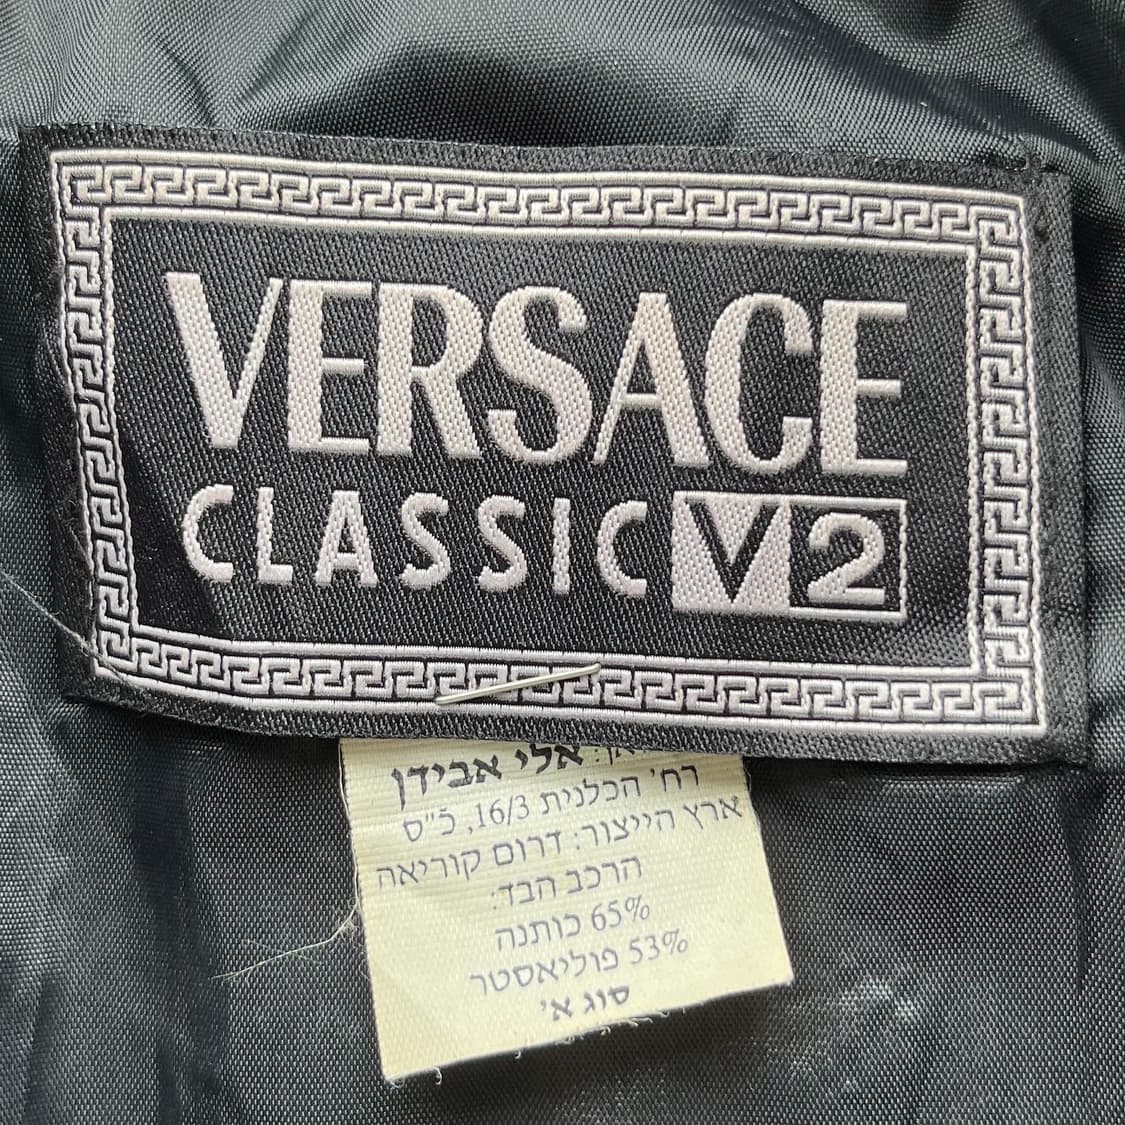 VERSACE
CLASSIC V2
אלי אבידן
רח' הכלנית 16/3, כ"ס
ארץ הייצור: דרום קוריאה
הרכב הבד:
65% כותנה
53% פוליאסטר
סוג א'